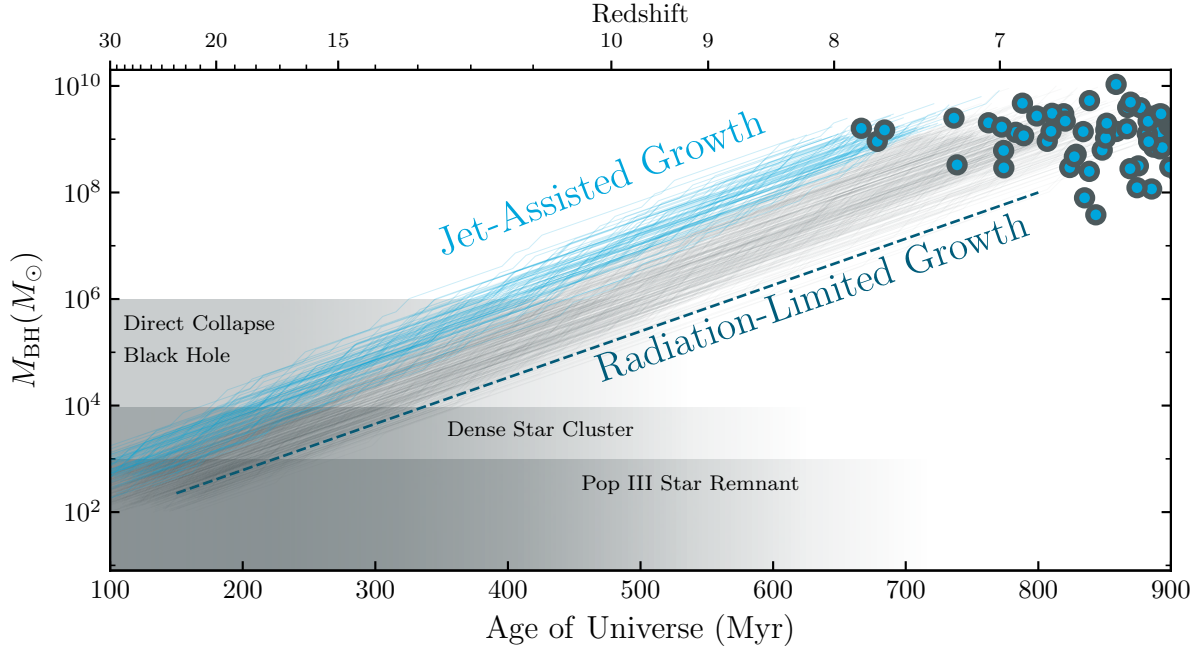 Redshift
30 20 15 10 9 8 7
10^10
10^8
10^6
10^4
10^2
M_BH(M_⊙)
Jet-Assisted Growth
Radiation-Limited Growth
Direct Collapse
Black Hole
Dense Star Cluster
Pop III Star Remnant
100 200 300 400 500 600 700 800 900
Age of Universe (Myr)